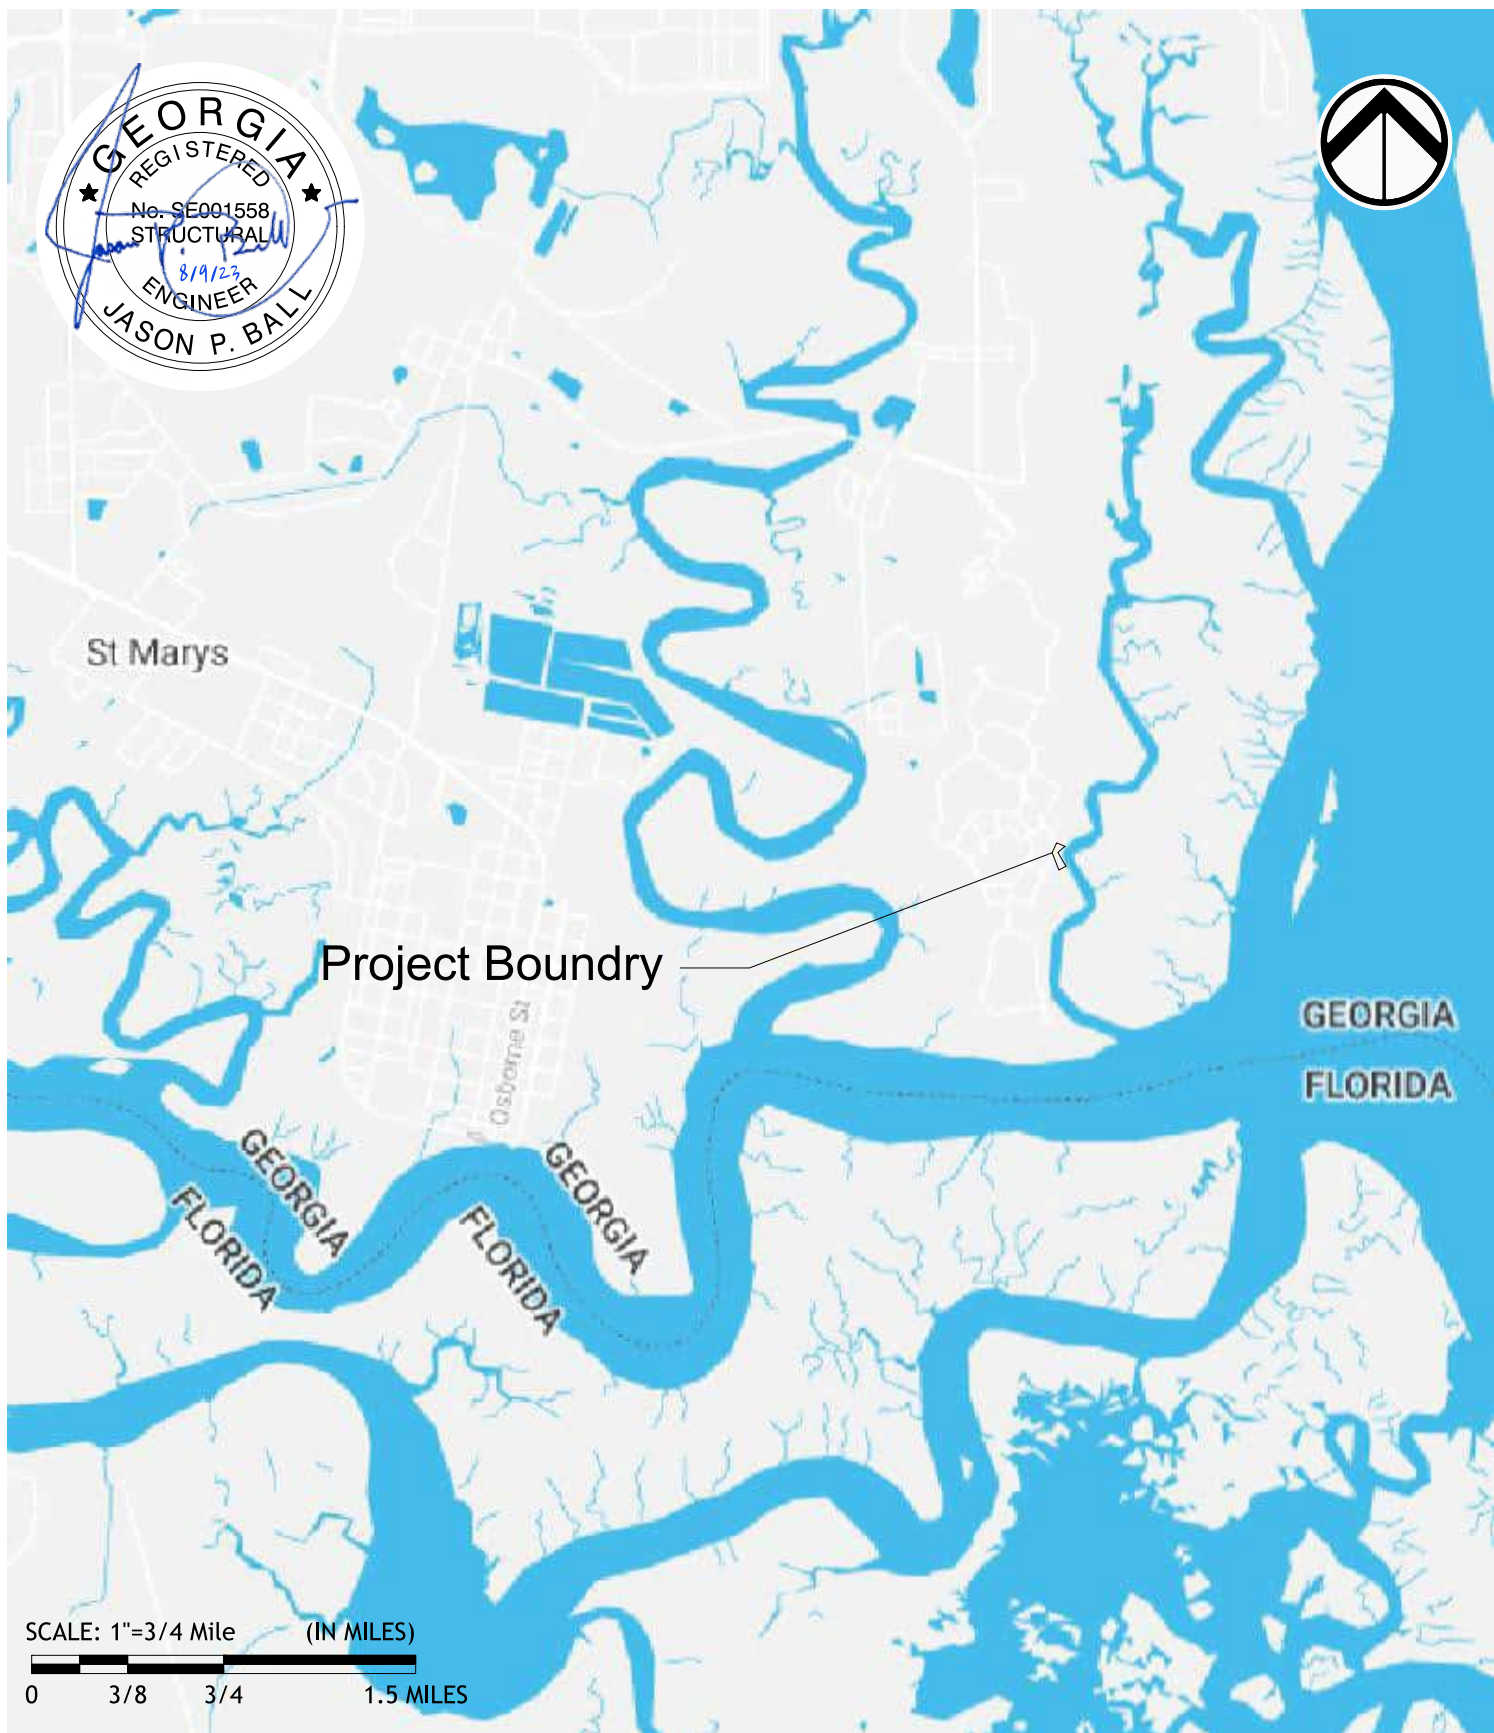 GEORGIA
REGISTERED
No. SE001558
STRUCTURAL
Jason P. Ball
8/9/23
ENGINEER
JASON P. BALL
St Marys
Project Boundry
Osborne St
GEORGIA
FLORIDA
GEORGIA
FLORIDA
GEORGIA
FLORIDA
SCALE: 1"=3/4 Mile (IN MILES)
0 3/8 3/4 1.5 MILES